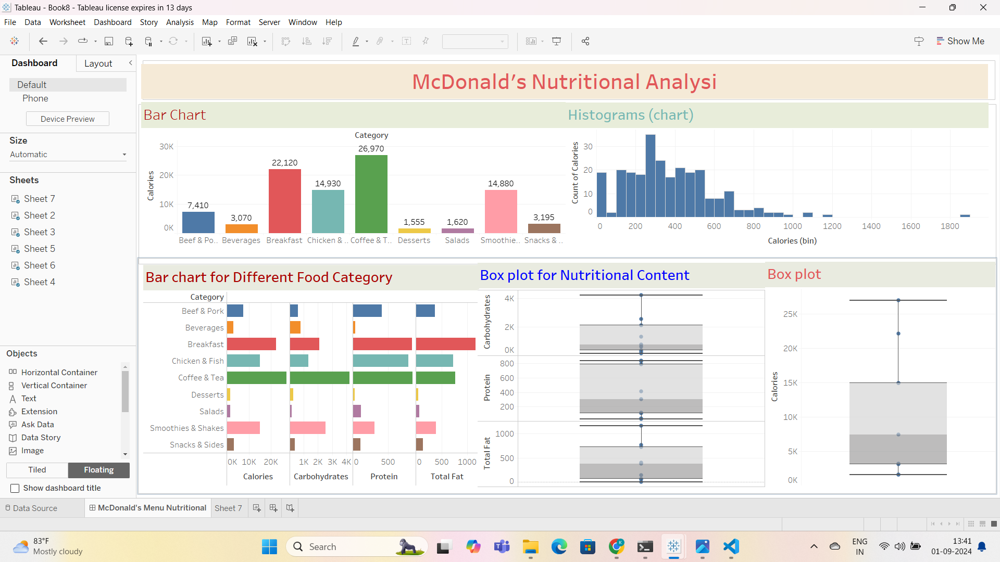 Tableau - Book8 - Tableau license expires in 13 days
File Data Worksheet Dashboard Story Analysis Map Format Server Window Help
Show Me
Dashboard Layout
Default
Phone
Device Preview
Size
Automatic
Sheets
Sheet 7
Sheet 2
Sheet 3
Sheet 5
Sheet 6
Sheet 4
Objects
Horizontal Container
Vertical Container
Text
Extension
Ask Data
Data Story
Image
Tiled Floating
Show dashboard title
McDonald's Nutritional Analysi
Bar Chart
Category
Calories
30K
20K
10K
0K
7,410 3,070 22,120 14,930 26,970 1,555 1,620 14,880 3,195
Beef & Po.. Beverages Breakfast Chicken & .. Coffee & T.. Desserts Salads Smoothie.. Snacks & ..
Histograms (chart)
Count of Calories
30
20
10
0
0 200 400 600 800 1000 1200 1400 1600 1800
Calories (bin)
Bar chart for Different Food Category
Category
Beef & Pork
Beverages
Breakfast
Chicken & Fish
Coffee & Tea
Desserts
Salads
Smoothies & Shakes
Snacks & Sides
0K 10K 20K 1K 2K 3K 4K 0 500 0 500 1000
Calories Carbohydrates Protein Total Fat
Box plot for Nutritional Content
Carbohydrates
4K
2K
0K
Protein
800
600
400
200
Total Fat
1000
500
0
Box plot
Calories
25K
20K
15K
10K
5K
0K
Data Source McDonald's Menu Nutritional Sheet 7
83°F
Mostly cloudy
Search
ENG
IN
13:41
01-09-2024